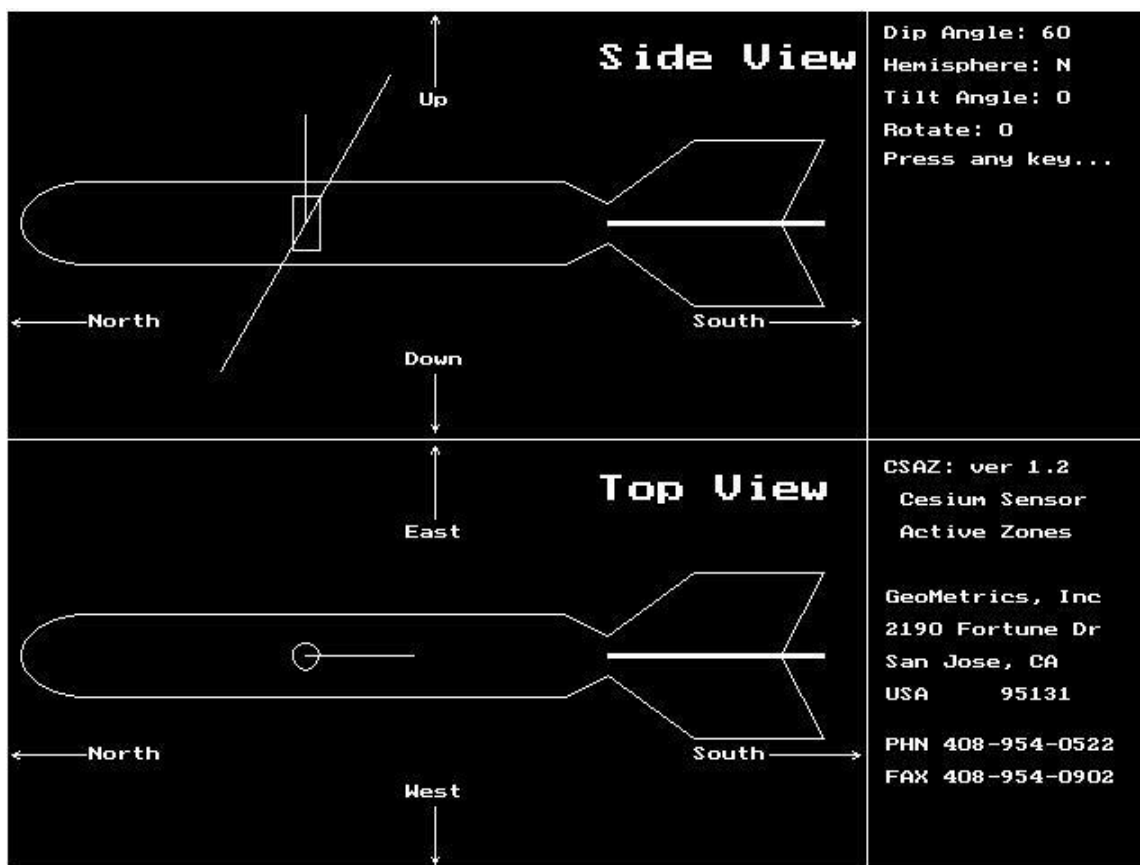 Side View
Up
North
South
Down
Dip Angle: 60
Hemisphere: N
Tilt Angle: 0
Rotate: 0
Press any key...
Top View
East
North
South
West
CSAZ: ver 1.2
Cesium Sensor
Active Zones
GeoMetrics, Inc
2190 Fortune Dr
San Jose, CA
USA 95131
PHN 408-954-0522
FAX 408-954-0902